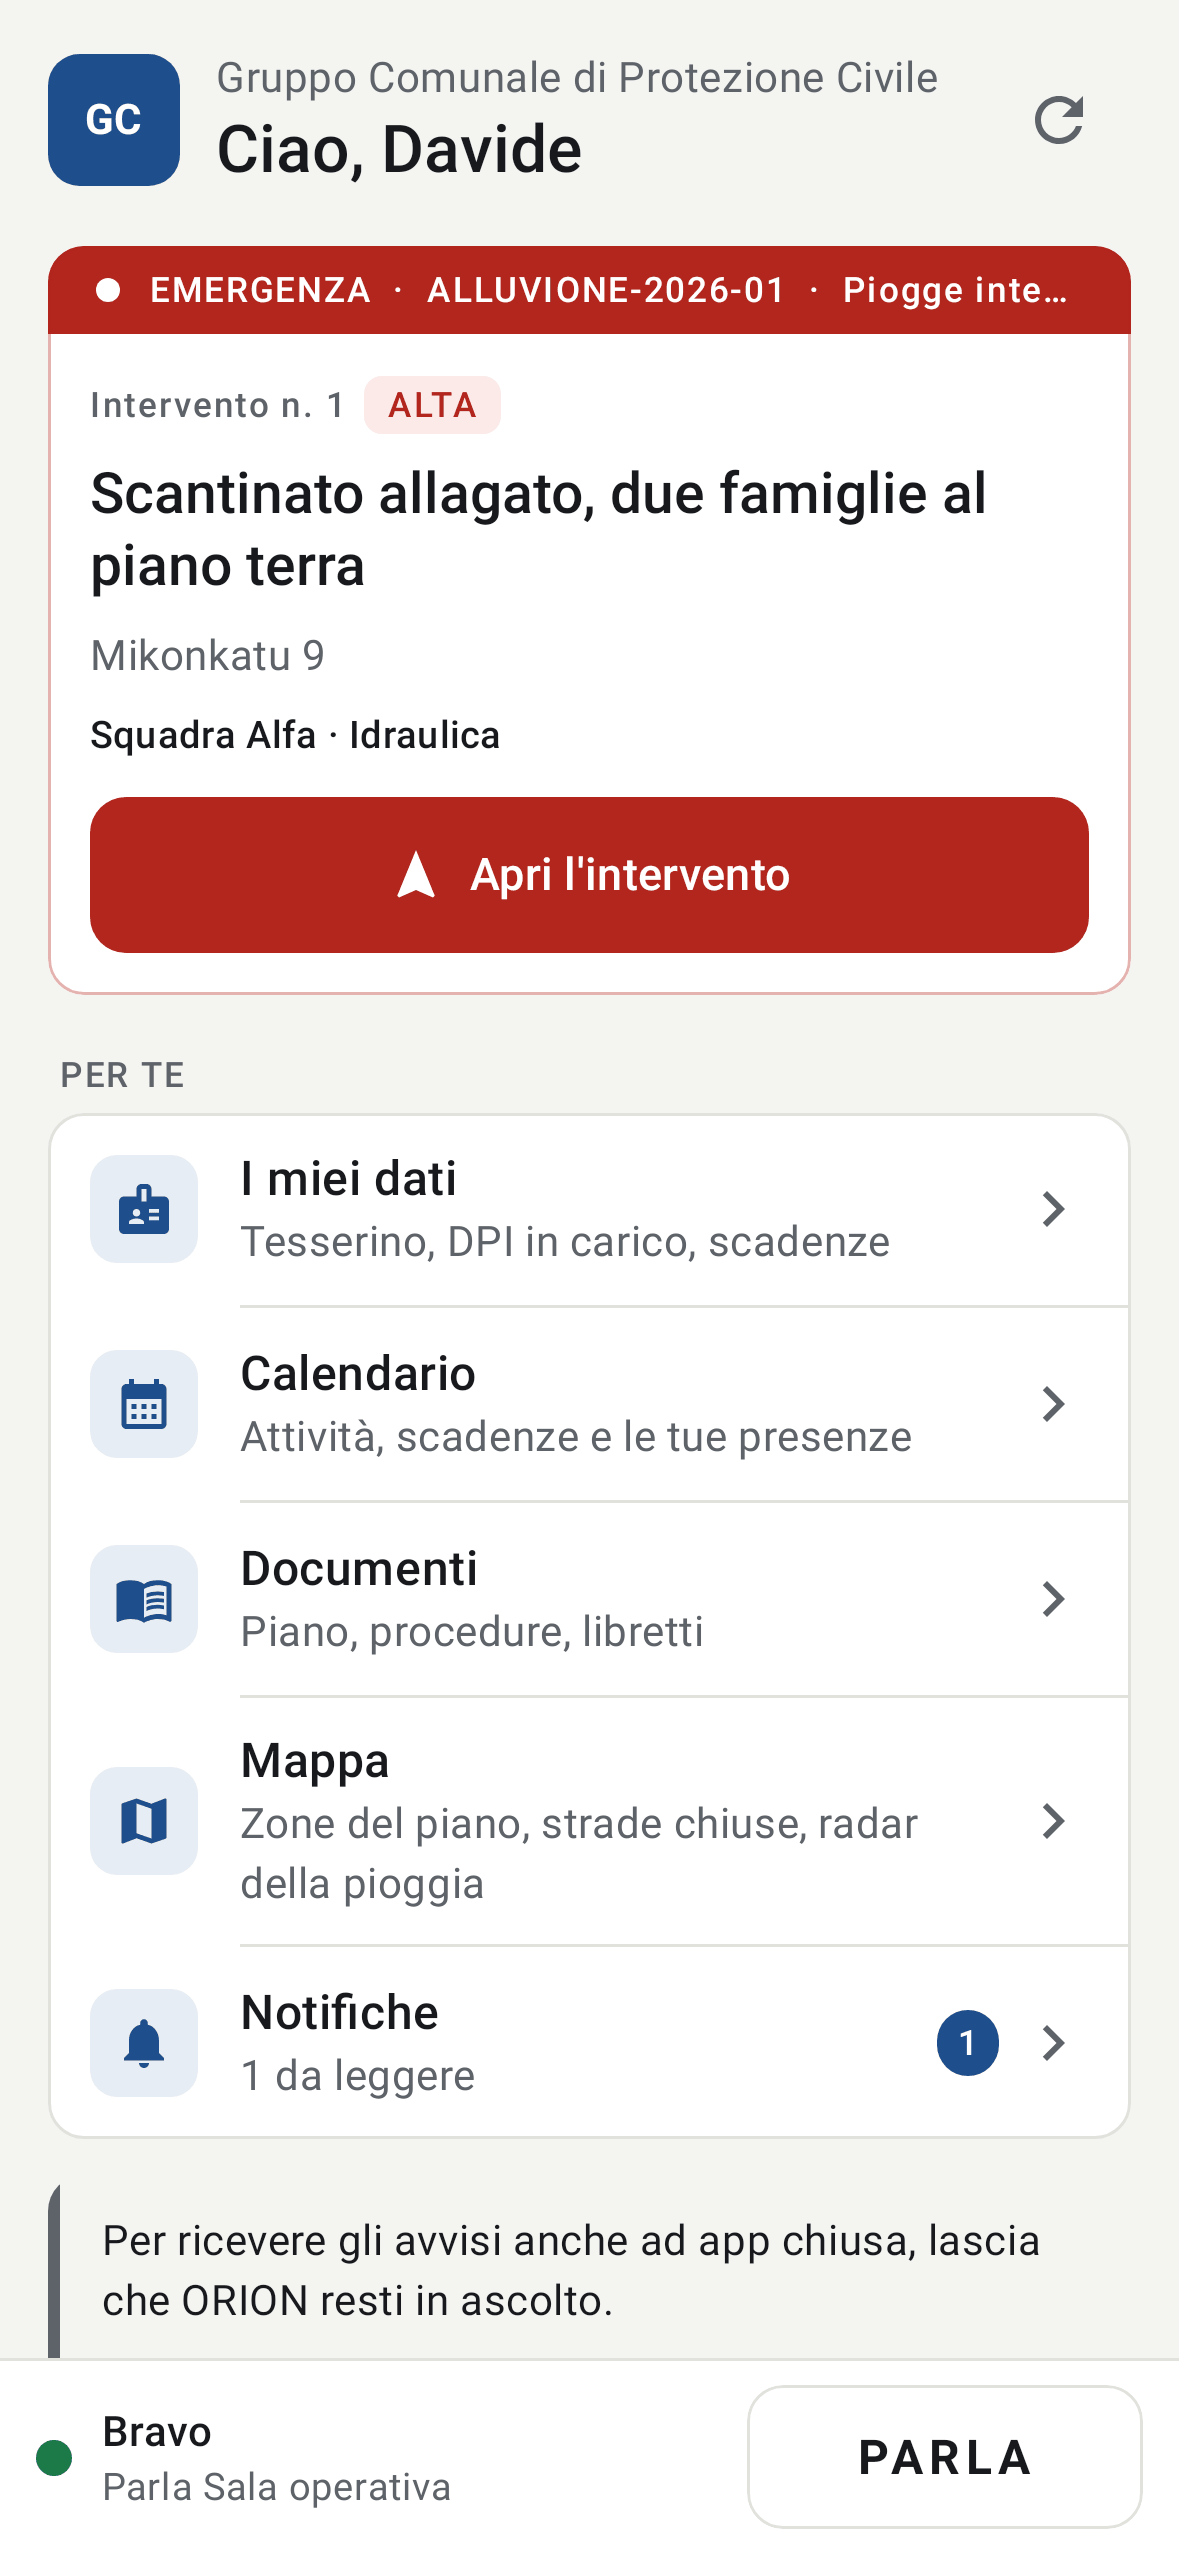 GC
Gruppo Comunale di Protezione Civile
Ciao, Davide
EMERGENZA · ALLUVIONE-2026-01 · Piogge inte…
Intervento n. 1 ALTA
Scantinato allagato, due famiglie al
piano terra
Mikonkatu 9
Squadra Alfa · Idraulica
Apri l'intervento
PER TE
I miei dati
Tesserino, DPI in carico, scadenze
Calendario
Attività, scadenze e le tue presenze
Documenti
Piano, procedure, libretti
Mappa
Zone del piano, strade chiuse, radar
della pioggia
Notifiche
1 da leggere
1
Per ricevere gli avvisi anche ad app chiusa, lascia
che ORION resti in ascolto.
Bravo
Parla Sala operativa
PARLA